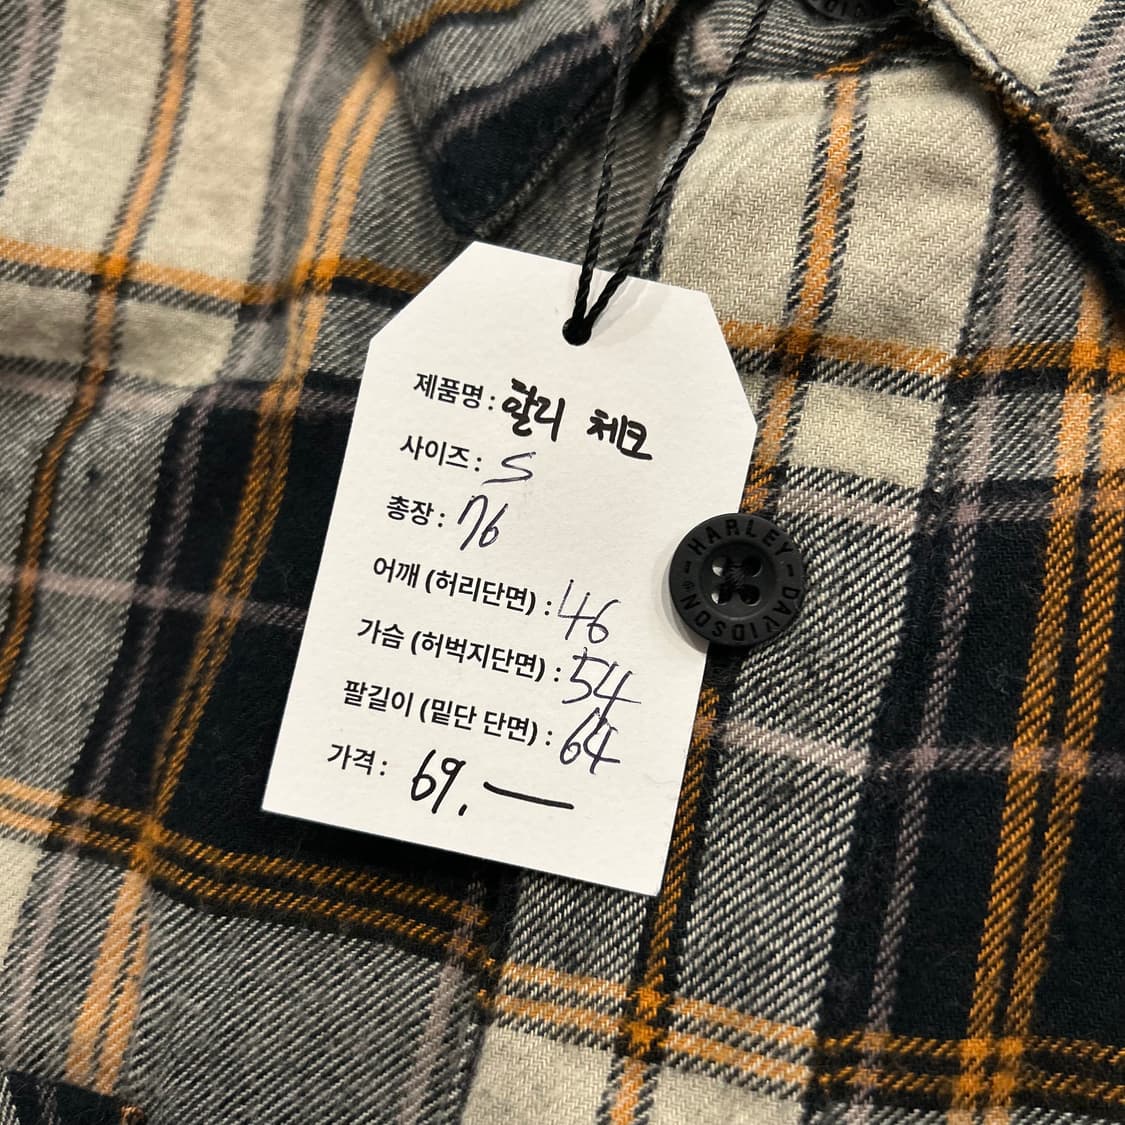 제품명 : 할리 체크
사이즈 : S
총장 : 76
어깨 (허리단면) : 46
가슴 (허벅지단면) : 54
팔길이 (밑단 단면) : 64
가격 : 69.—
HARLEY-DAVIDSON